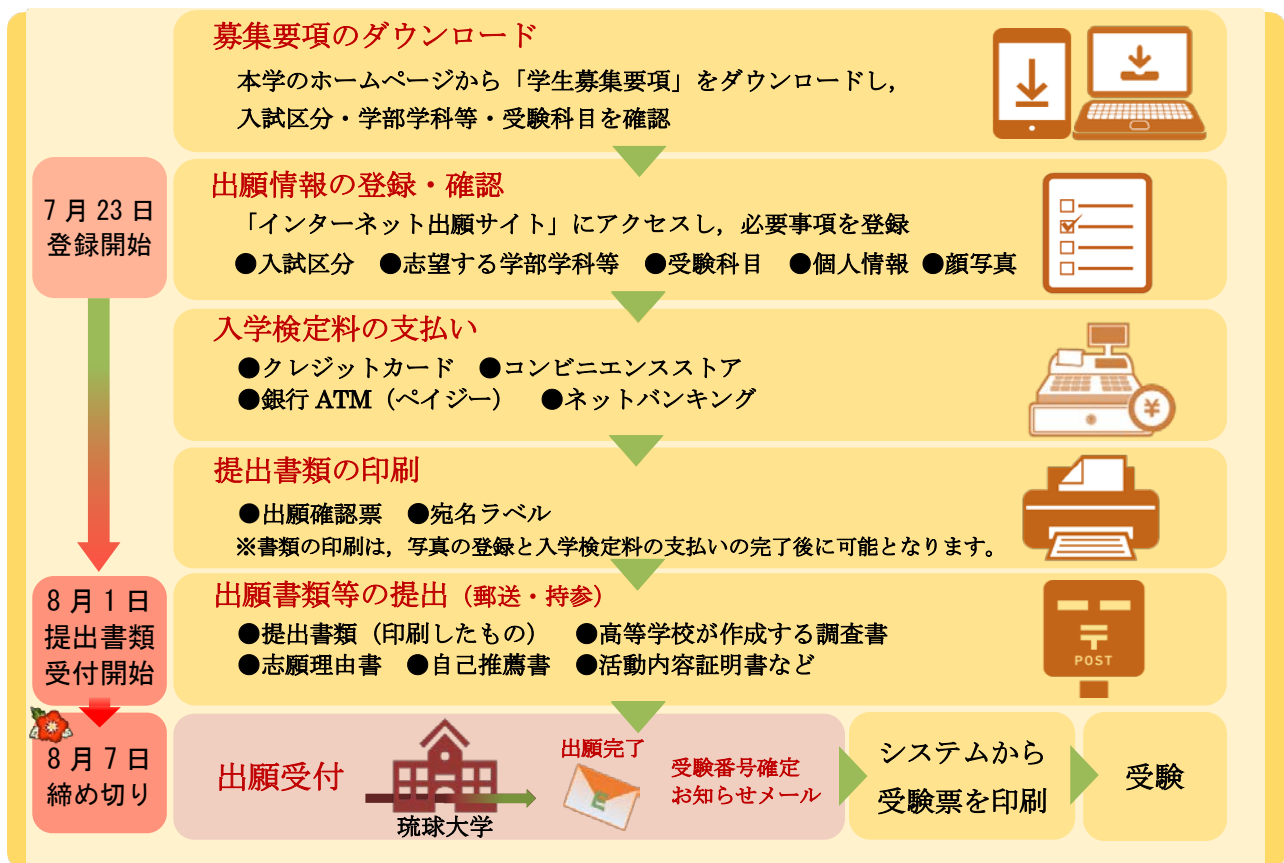 募集要項のダウンロード
本学のホームページから「学生募集要項」をダウンロードし，
入試区分・学部学科等・受験科目を確認
7月23日
登録開始
出願情報の登録・確認
「インターネット出願サイト」にアクセスし，必要事項を登録
●入試区分　●志望する学部学科等　●受験科目　●個人情報　●顔写真
入学検定料の支払い
●クレジットカード　●コンビニエンスストア
●銀行ATM（ペイジー）　●ネットバンキング
¥
提出書類の印刷
●出願確認票　●宛名ラベル
※書類の印刷は，写真の登録と入学検定料の支払いの完了後に可能となります。
8月1日
提出書類
受付開始
出願書類等の提出（郵送・持参）
●提出書類（印刷したもの）　●高等学校が作成する調査書
●志願理由書　●自己推薦書　●活動内容証明書など
〒
POST
8月7日
締め切り
出願受付
琉球大学
出願完了
E
受験番号確定
お知らせメール
システムから
受験票を印刷
受験